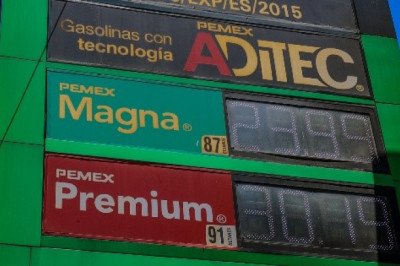 /EXP/ES/2015
Gasolinas con
tecnología
PEMEX
ADiTEC®
PEMEX
Magna®
87
PEMEX
Premium®
91